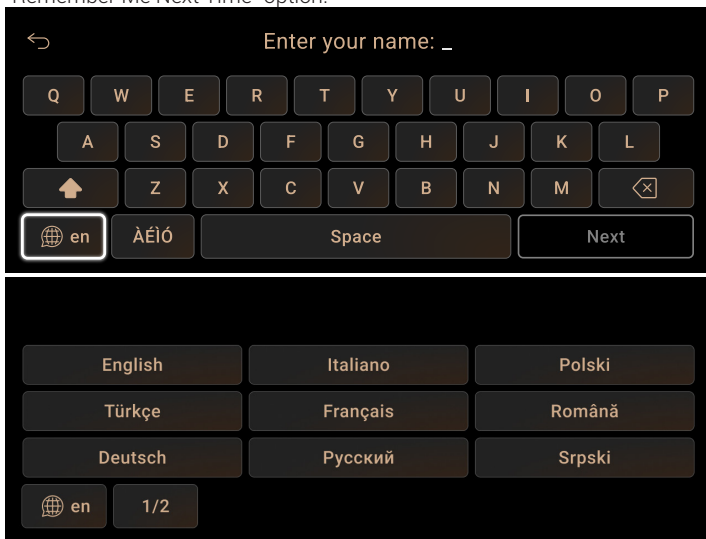 "Remember Me Next Time" option.
Enter your name: _
Q W E R T Y U I O P
A S D F G H J K L
Z X C V B N M
en ÀÉÌÓ Space Next
English Italiano Polski
Türkçe Français Română
Deutsch Русский Srpski
en 1/2